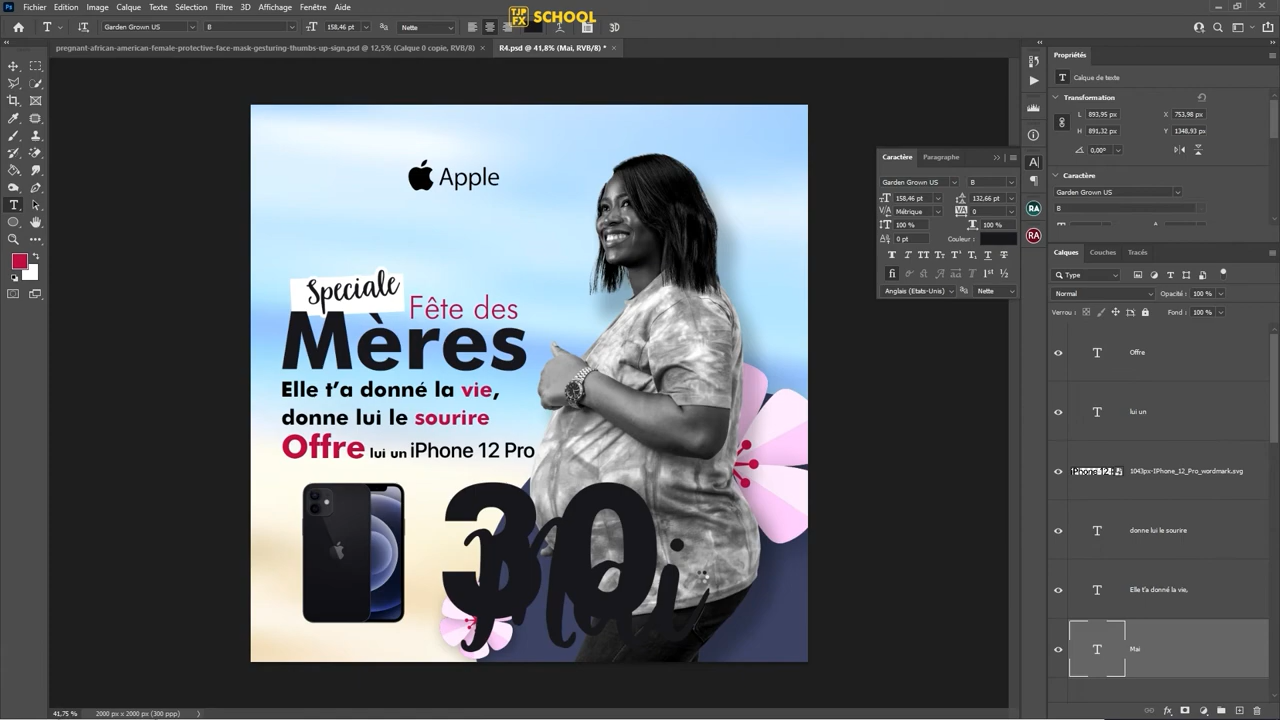 Ps Fichier Edition Image Calque Texte Sélection Filtre 3D Affichage Fenêtre Aide
TJP FX SCHOOL
T Garden Grown US B 158.46 pt Nette 3D
pregnant-african-american-female-protective-face-mask-gesturing-thumbs-up-sign.psd @ 12,5% (Calque 0 copie, RVB/8) ×
R4.psd @ 41,8% (Mai, RVB/8) * ×
Apple
Speciale
Fête des
Mères
Elle t'a donné la vie,
donne lui le sourire
Offre lui un iPhone 12 Pro
30
Mai
Caractère Paragraphe
Garden Grown US B
158.46 pt 132,66 pt
Métrique 0
100 % 100 %
0 pt Couleur :
Anglais (Etats-Unis) Nette
RA
RA
Propriétés
T Calque de texte
Transformation
L 893,95 px X 753,98 px
H 891,32 px Y 1348,93 px
0,00°
Caractère
Garden Grown US
B
Calques Couches Tracés
Type
Normal Opacité : 100 %
Verrou : Fond : 100 %
T Offre
T lui un
1043px-IPhone_12_Pro_wordmark.svg
T donne lui le sourire
T Elle t'a donné la vie,
T Mai
41,75 % 2000 px x 2000 px (300 ppp)